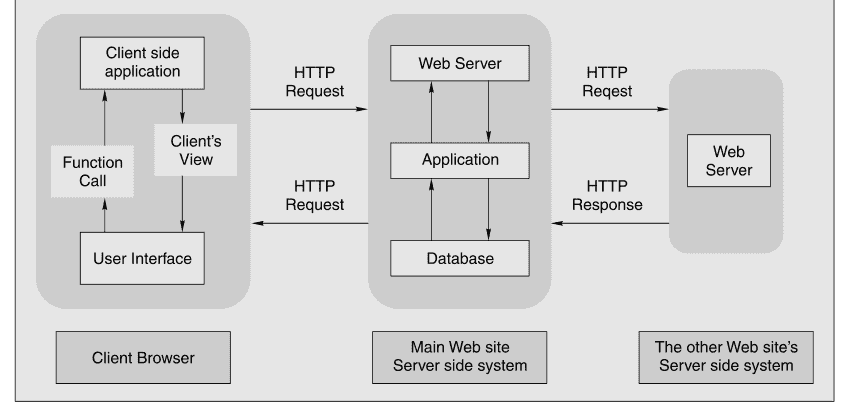 Client side
application
Function
Call
Client's
View
User Interface
HTTP
Request
HTTP
Request
Web Server
Application
Database
HTTP
Reqest
HTTP
Response
Web
Server
Client Browser
Main Web site
Server side system
The other Web site's
Server side system